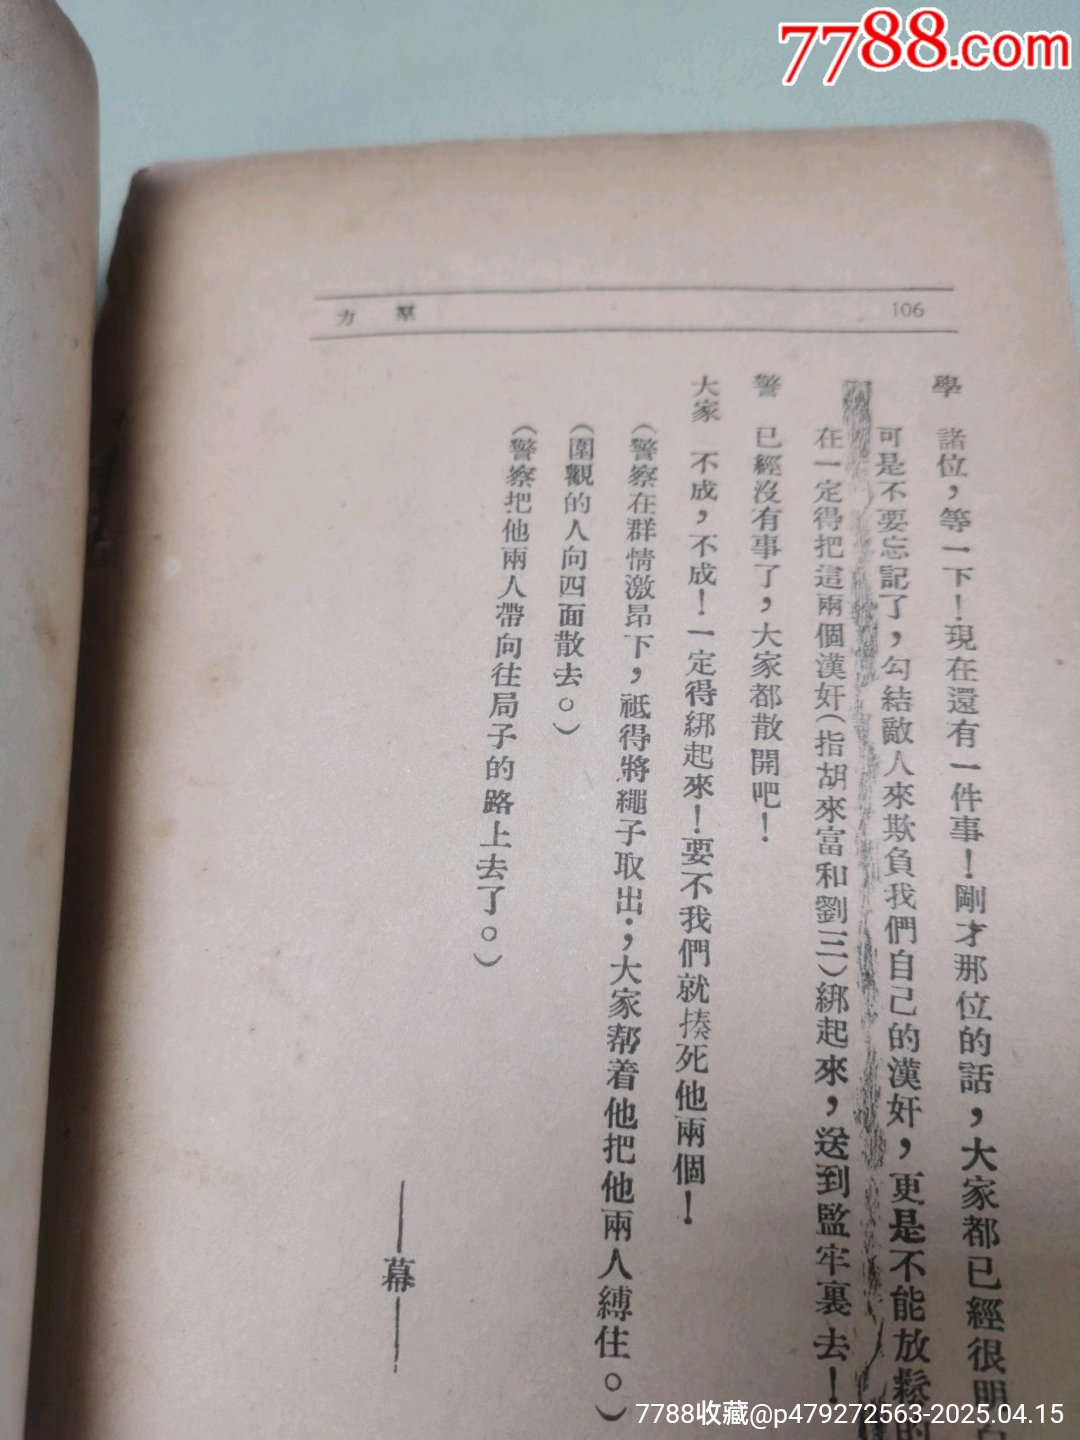 7788.com
106
羣力
學　諸位，等一下！現在還有一件事！剛才那位的話，大家都已經很明白
可是不要忘記了，勾結敵人來欺負我們自己的漢奸，更是不能放鬆的
在一定得把這兩個漢奸（指胡來富和劉三）綁起來，送到監牢裏去！
警　已經沒有事了，大家都散開吧！
大家　不成，不成！一定得綁起來！要不我們就揍死他兩個！
（警察在群情激昂下，祗得將繩子取出；大家帮着他把他兩人縛住。）
（圍觀的人向四面散去。）
（警察把他兩人帶向往局子的路上去了。）
——幕——
7788收藏@p479272563-2025.04.15